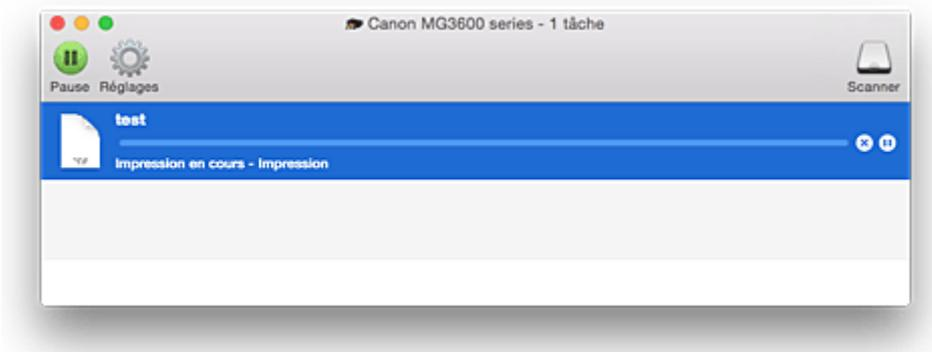 Canon MG3600 series - 1 tâche
Pause Réglages Scanner
test
Impression en cours - Impression